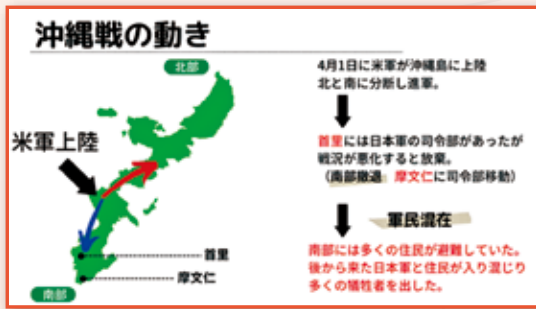 沖縄戦の動き
北部
米軍上陸
首里
摩文仁
南部
4月1日に米軍が沖縄島に上陸
北と南に分断し進軍。
首里には日本軍の司令部があったが
戦況が悪化すると放棄。
（南部撤退　摩文仁に司令部移動）
軍民混在
南部には多くの住民が避難していた。
後から来た日本軍と住民が入り混じり
多くの犠牲者を出した。